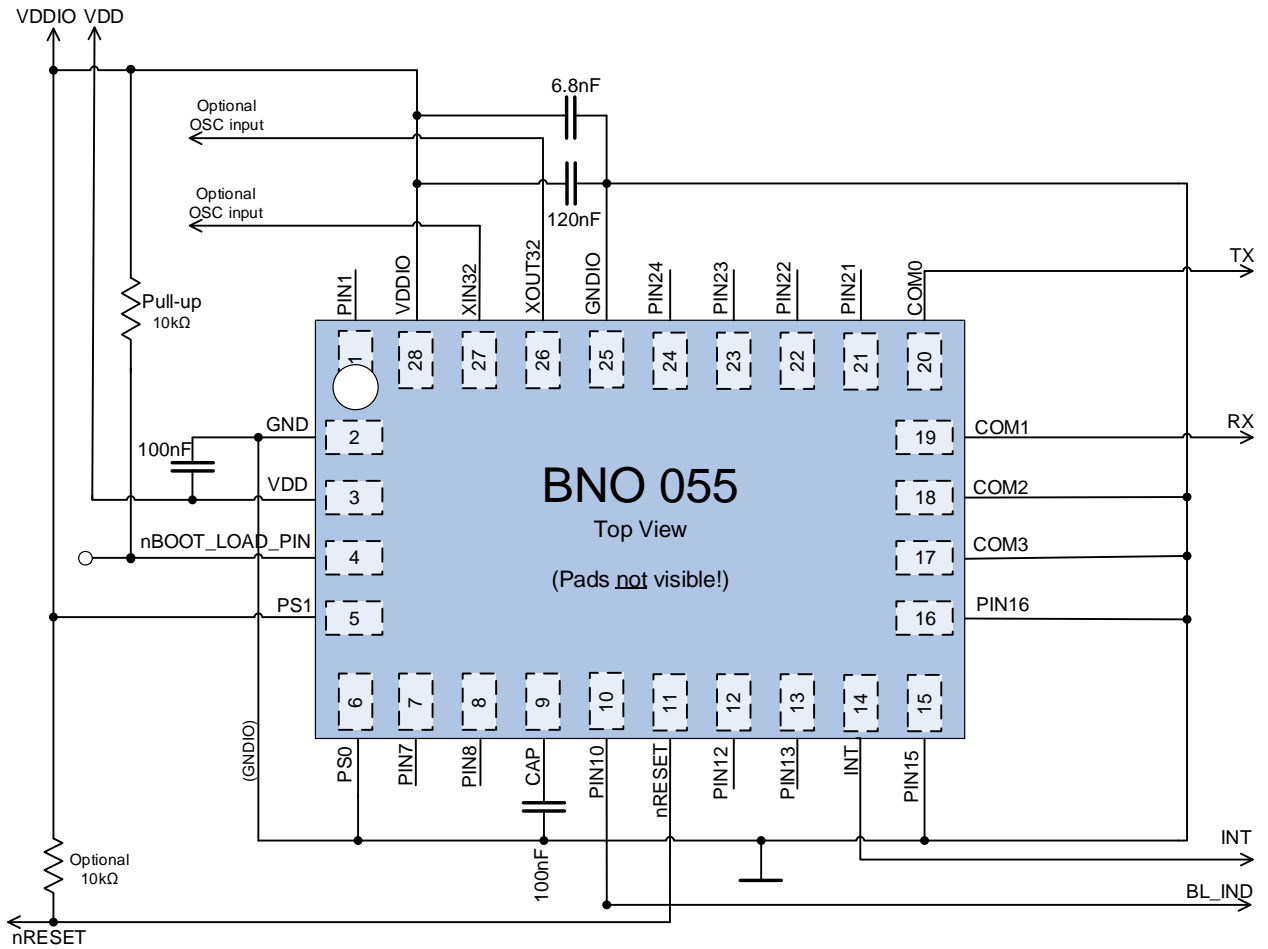 VDDIO VDD
6.8nF
Optional
OSC input
Optional
OSC input
120nF
TX
PIN1
VDDIO
XIN32
XOUT32
GNDIO
PIN24
PIN23
PIN22
PIN21
COM0
Pull-up
10kΩ
1
28
27
26
25
24
23
22
21
20
GND
2
19
COM1
RX
100nF
VDD
3
BNO 055
18
COM2
Top View
nBOOT_LOAD_PIN
4
17
COM3
(Pads not visible!)
PS1
5
16
PIN16
6
7
8
9
10
11
12
13
14
15
(GNDIO)
PS0
PIN7
PIN8
CAP
PIN10
nRESET
PIN12
PIN13
INT
PIN15
INT
Optional
10kΩ
100nF
BL_IND
nRESET